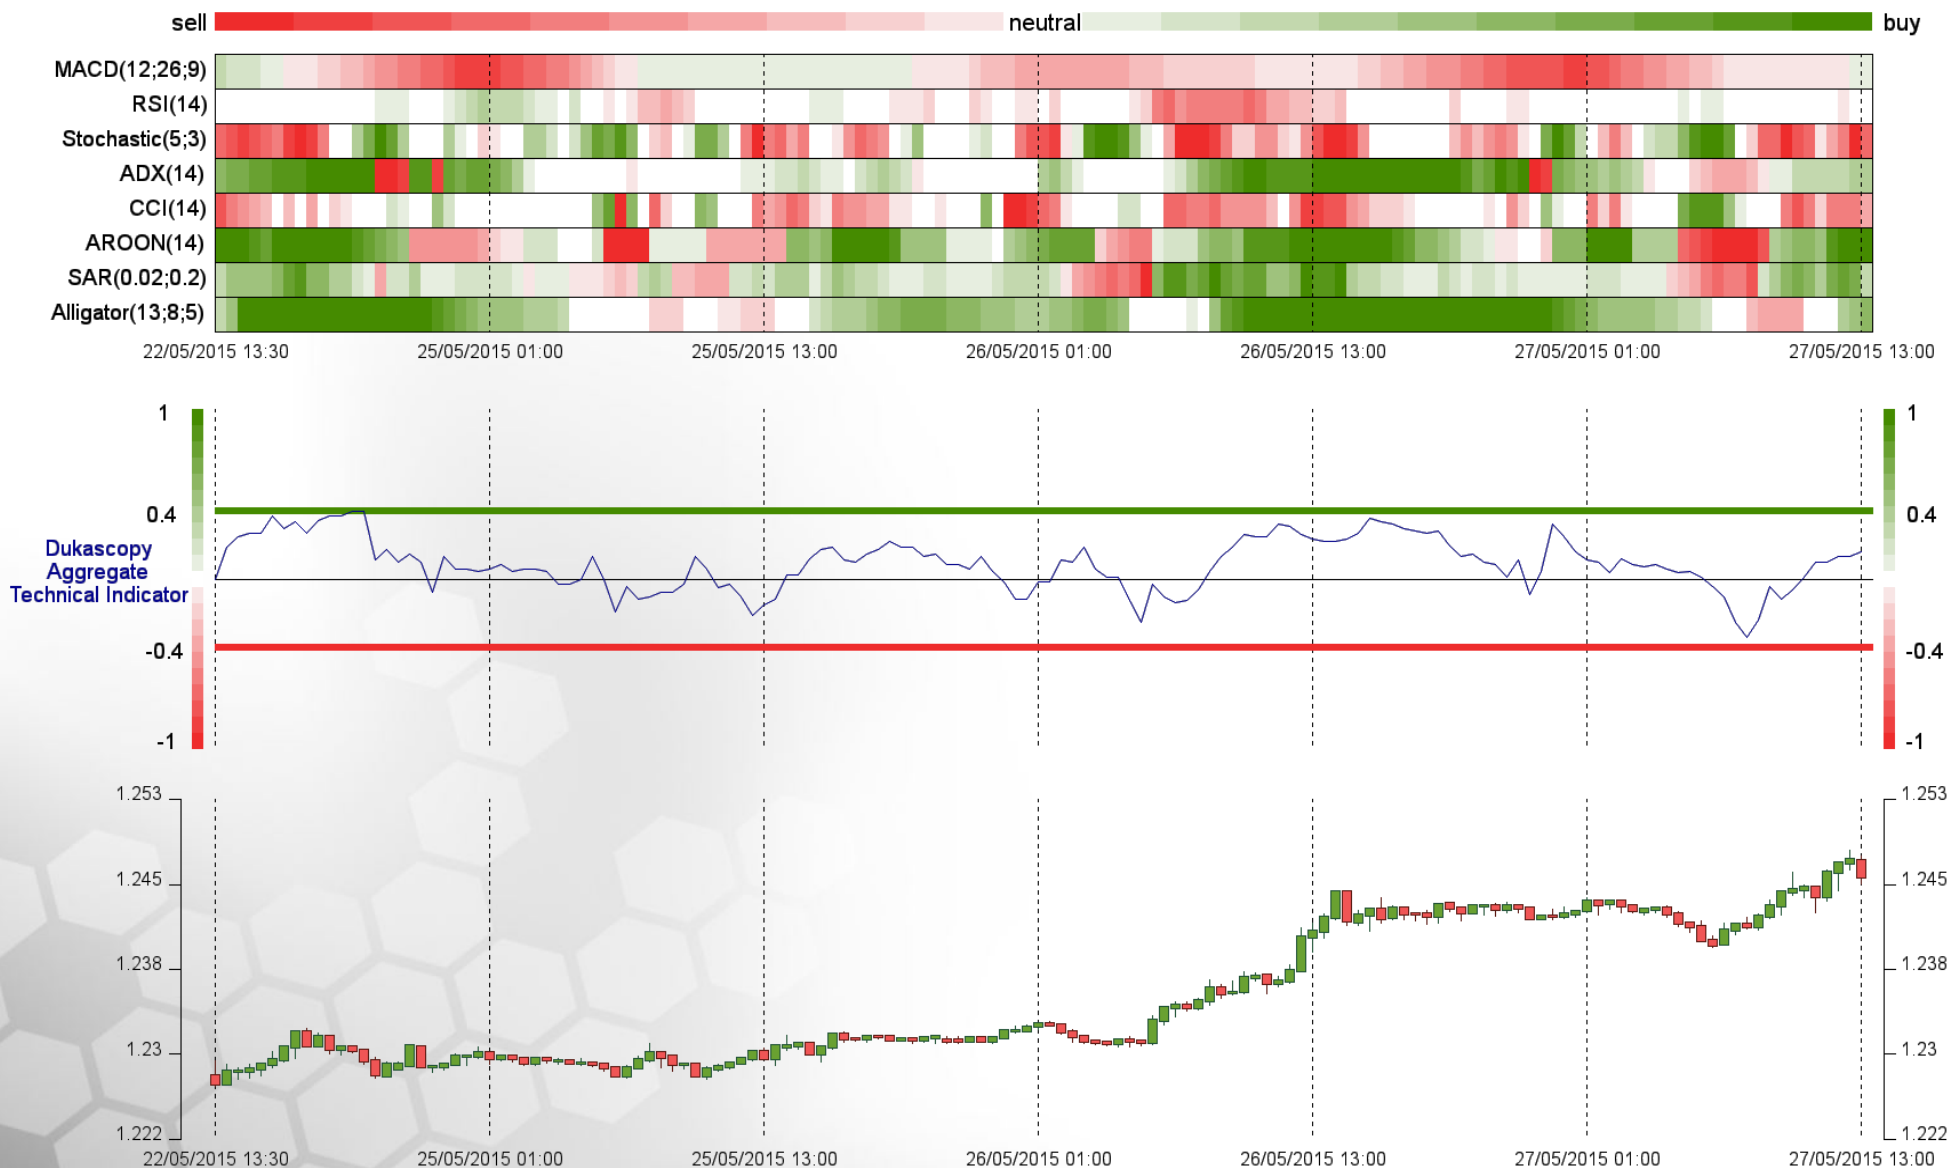 sell neutral buy
MACD(12;26;9)
RSI(14)
Stochastic(5;3)
ADX(14)
CCI(14)
AROON(14)
SAR(0.02;0.2)
Alligator(13;8;5)
22/05/2015 13:30 25/05/2015 01:00 25/05/2015 13:00 26/05/2015 01:00 26/05/2015 13:00 27/05/2015 01:00 27/05/2015 13:00
1 1
0.4 0.4
Dukascopy
Aggregate
Technical Indicator
-0.4 -0.4
-1 -1
1.253 1.253
1.245 1.245
1.238 1.238
1.23 1.23
1.222 1.222
22/05/2015 13:30 25/05/2015 01:00 25/05/2015 13:00 26/05/2015 01:00 26/05/2015 13:00 27/05/2015 01:00 27/05/2015 13:00